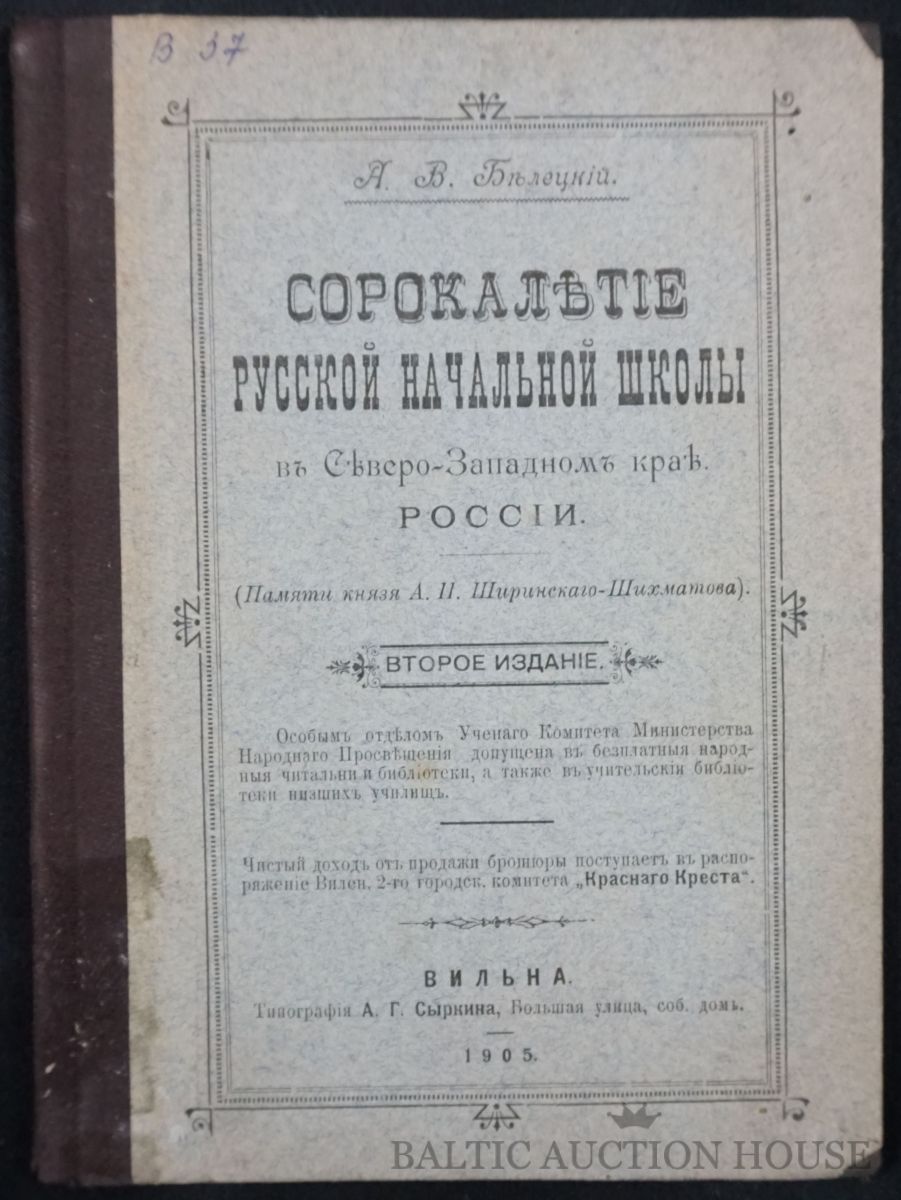 В 37
А. В. Бѣлецкій.
СОРОКАЛѢТІЕ
РУССКОЙ НАЧАЛЬНОЙ ШКОЛЫ
въ Сѣверо-Западномъ краѣ.
РОССІИ.
(Памяти князя А. П. Ширинскаго-Шихматова).
ВТОРОЕ ИЗДАНІЕ.
Особымъ отдѣломъ Ученаго Комитета Министерства
Народнаго Просвѣщенія допущена въ безплатныя народ-
ныя читальни и библіотеки, а также въ учительскія библіо-
теки низшихъ училищъ.
Чистый доходъ отъ продажи брошюры поступаетъ въ распо-
ряженіе Вилен. 2-го городск. комитета „Краснаго Креста“.
ВИЛЬНА.
Типографія А. Г. Сыркина, Большая улица, соб. домъ.
1905.
BALTIC AUCTION HOUSE